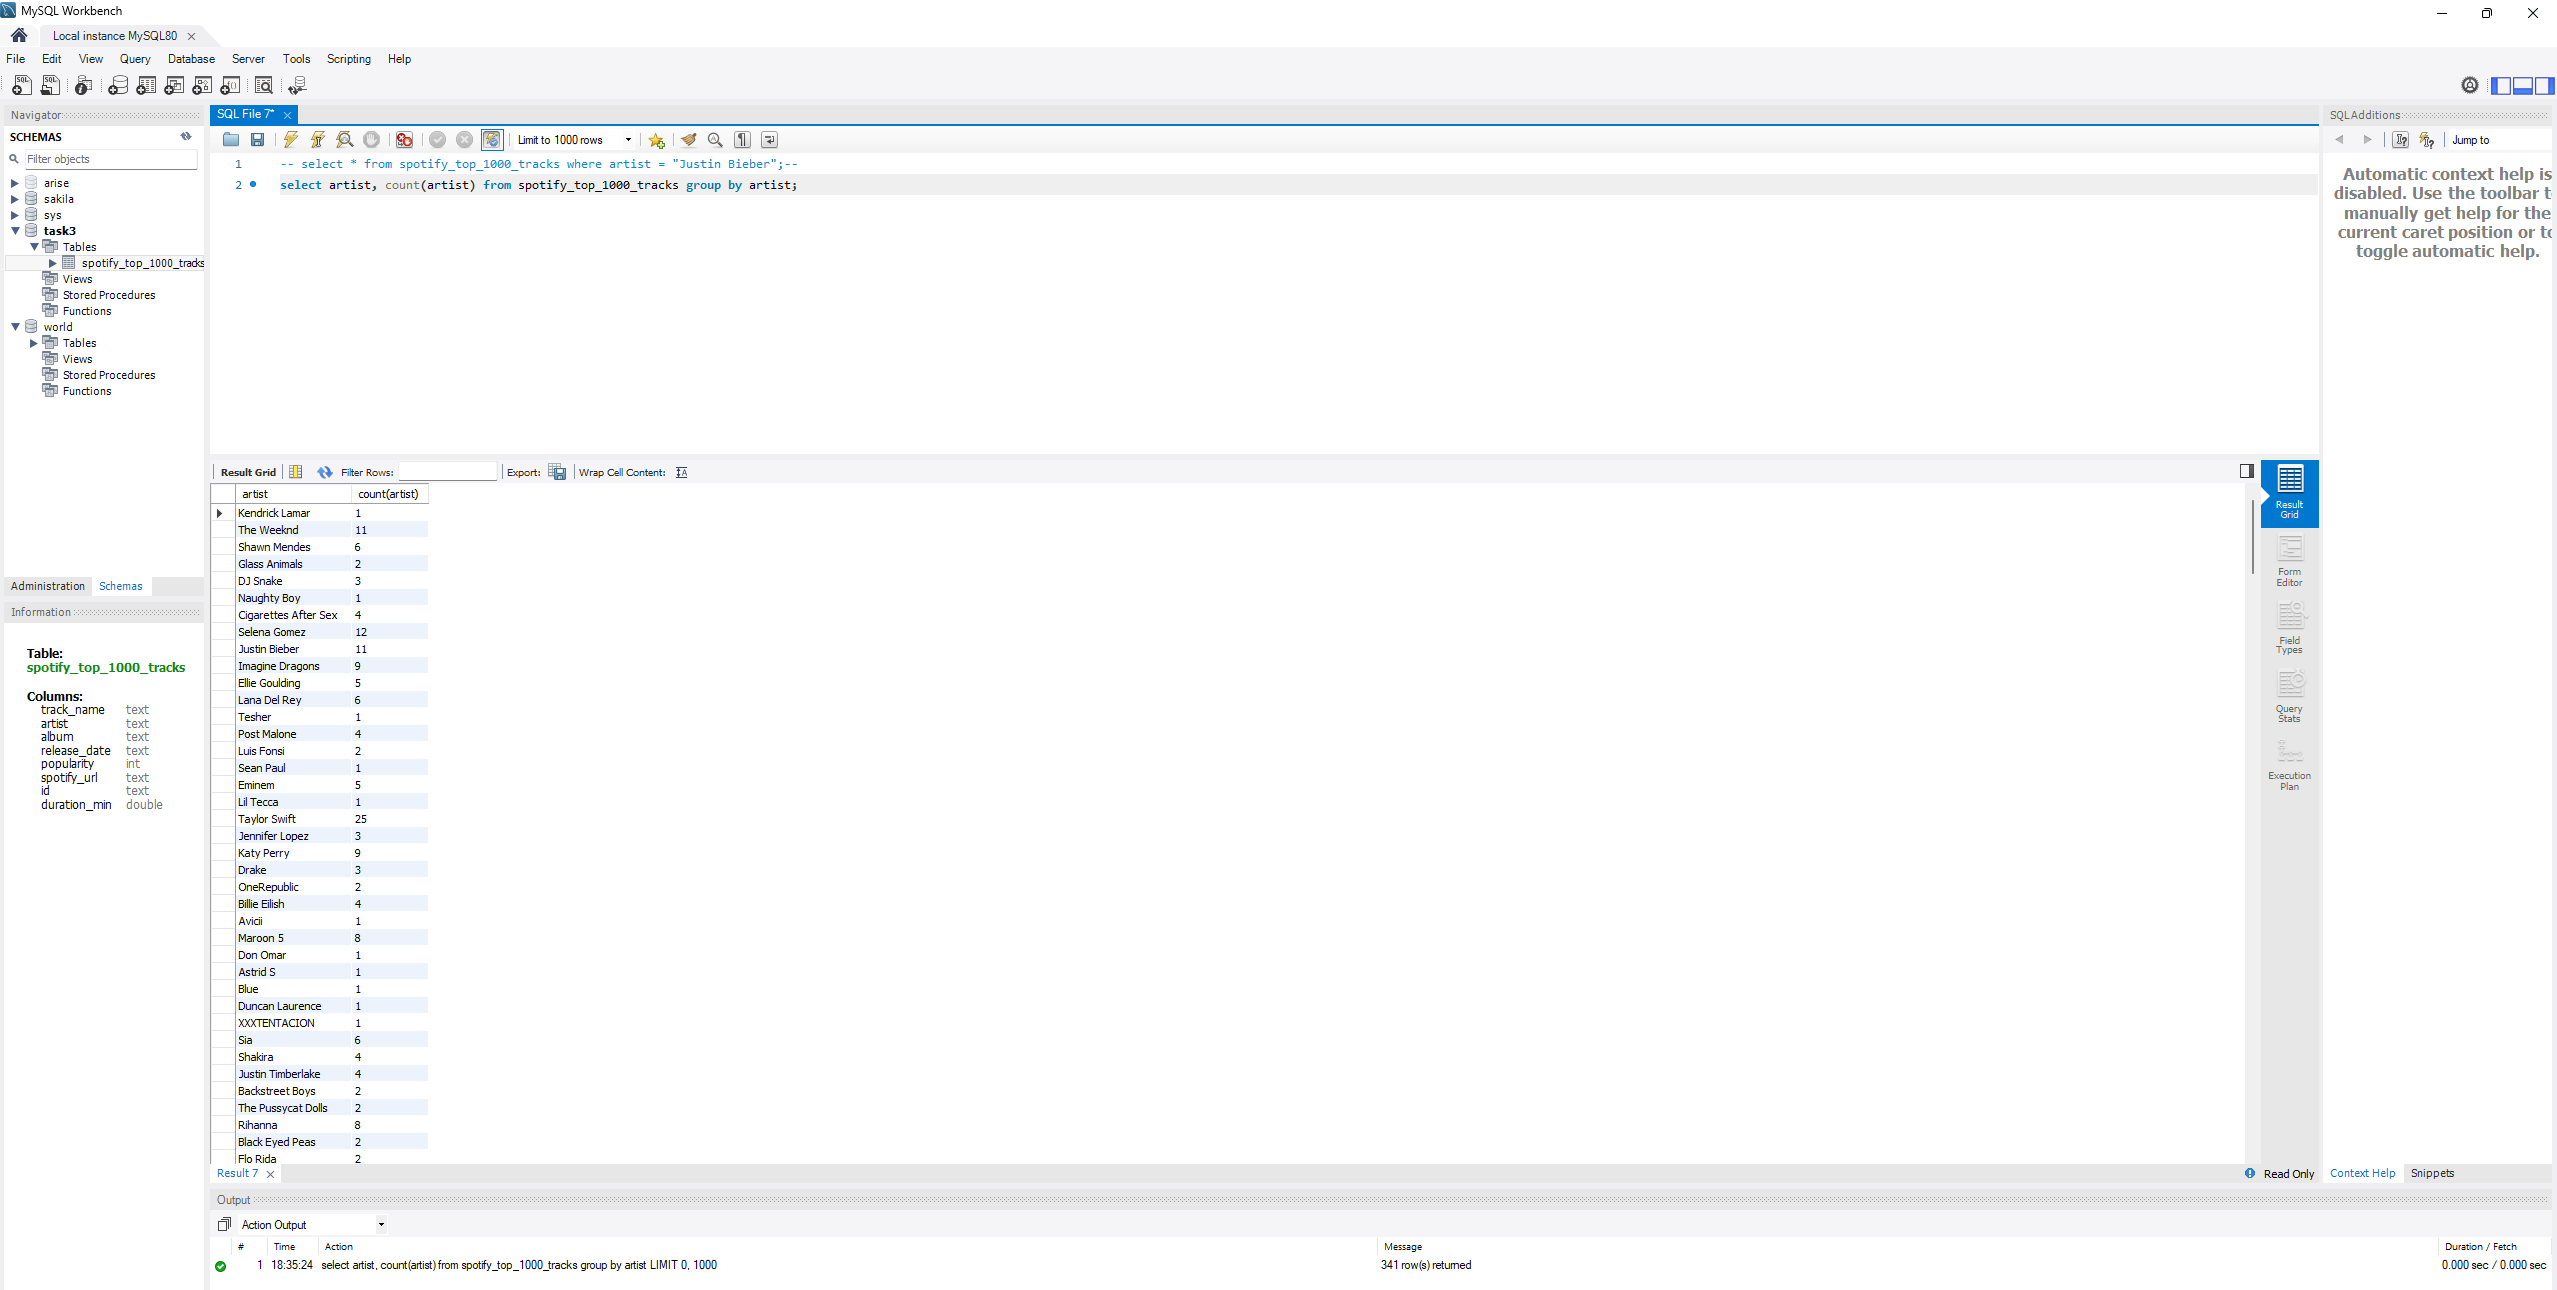 MySQL Workbench
Local instance MySQL80
File Edit View Query Database Server Tools Scripting Help
Navigator
SCHEMAS
Filter objects
arise
sakila
sys
task3
Tables
spotify_top_1000_tracks
Views
Stored Procedures
Functions
world
Tables
Views
Stored Procedures
Functions
Administration Schemas
Information
Table:
spotify_top_1000_tracks
Columns:
track_name text
artist text
album text
release_date text
popularity int
spotify_url text
id text
duration_min double
SQL File 7*
Limit to 1000 rows
1 -- select * from spotify_top_1000_tracks where artist = "Justin Bieber";--
2 select artist, count(artist) from spotify_top_1000_tracks group by artist;
Result Grid Filter Rows: Export: Wrap Cell Content:
artist count(artist)
Kendrick Lamar 1
The Weeknd 11
Shawn Mendes 6
Glass Animals 2
DJ Snake 3
Naughty Boy 1
Cigarettes After Sex 4
Selena Gomez 12
Justin Bieber 11
Imagine Dragons 9
Ellie Goulding 5
Lana Del Rey 6
Tesher 1
Post Malone 4
Luis Fonsi 2
Sean Paul 1
Eminem 5
Lil Tecca 1
Taylor Swift 25
Jennifer Lopez 3
Katy Perry 9
Drake 3
OneRepublic 2
Billie Eilish 4
Avicii 1
Maroon 5 8
Don Omar 1
Astrid S 1
Blue 1
Duncan Laurence 1
XXXTENTACION 1
Sia 6
Shakira 4
Justin Timberlake 4
Backstreet Boys 2
The Pussycat Dolls 2
Rihanna 8
Black Eyed Peas 2
Flo Rida 2
Result 7
Read Only
Result
Grid
Form
Editor
Field
Types
Query
Stats
Execution
Plan
SQLAdditions
Jump to
Automatic context help is
disabled. Use the toolbar t
manually get help for the
current caret position or to
toggle automatic help.
Context Help Snippets
Output
Action Output
# Time Action Message Duration / Fetch
1 18:35:24 select artist, count(artist) from spotify_top_1000_tracks group by artist LIMIT 0, 1000 341 row(s) returned 0.000 sec / 0.000 sec